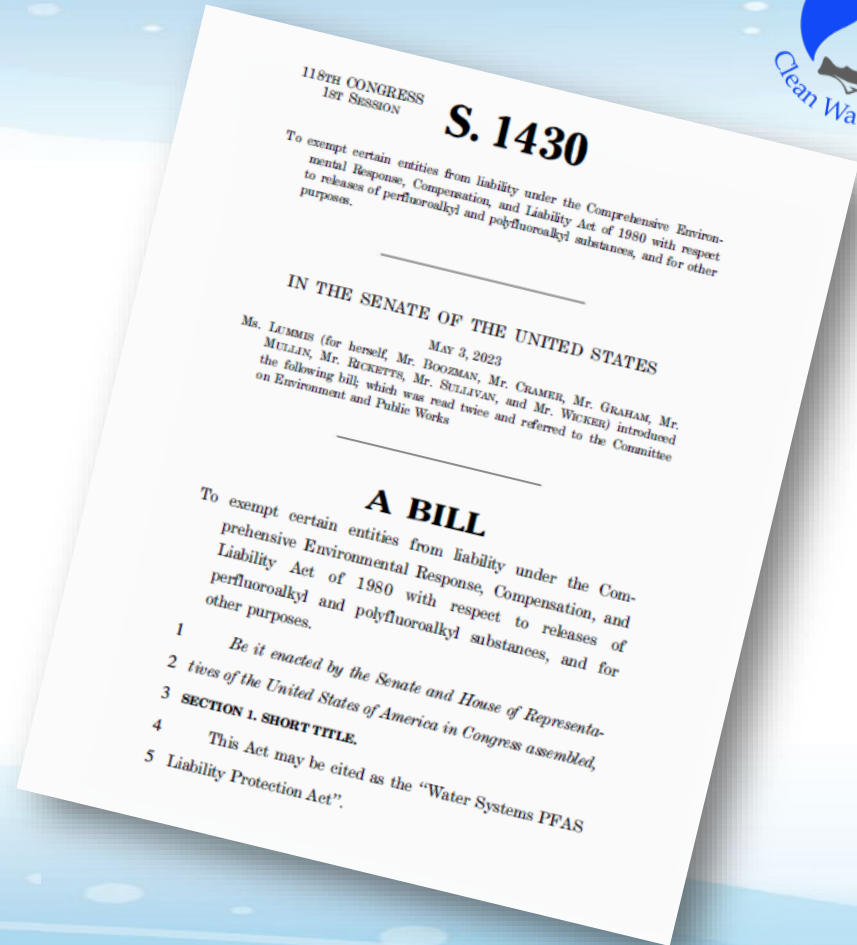 118TH CONGRESS
1ST SESSION
S. 1430
To exempt certain entities from liability under the Comprehensive Environ-
mental Response, Compensation, and Liability Act of 1980 with respect
to releases of perfluoroalkyl and polyfluoroalkyl substances, and for other
purposes.
IN THE SENATE OF THE UNITED STATES
MAY 3, 2023
Ms. LUMMIS (for herself, Mr. BOOZMAN, Mr. CRAMER, Mr. GRAHAM, Mr.
MULLIN, Mr. RICKETTS, Mr. SULLIVAN, and Mr. WICKER) introduced
the following bill; which was read twice and referred to the Committee
on Environment and Public Works
A BILL
To exempt certain entities from liability under the Com-
prehensive Environmental Response, Compensation, and
Liability Act of 1980 with respect to releases of
perfluoroalkyl and polyfluoroalkyl substances, and for
other purposes.
1 Be it enacted by the Senate and House of Representa-
2 tives of the United States of America in Congress assembled,
3 SECTION 1. SHORT TITLE.
4 This Act may be cited as the “Water Systems PFAS
5 Liability Protection Act”.
Clean Wa